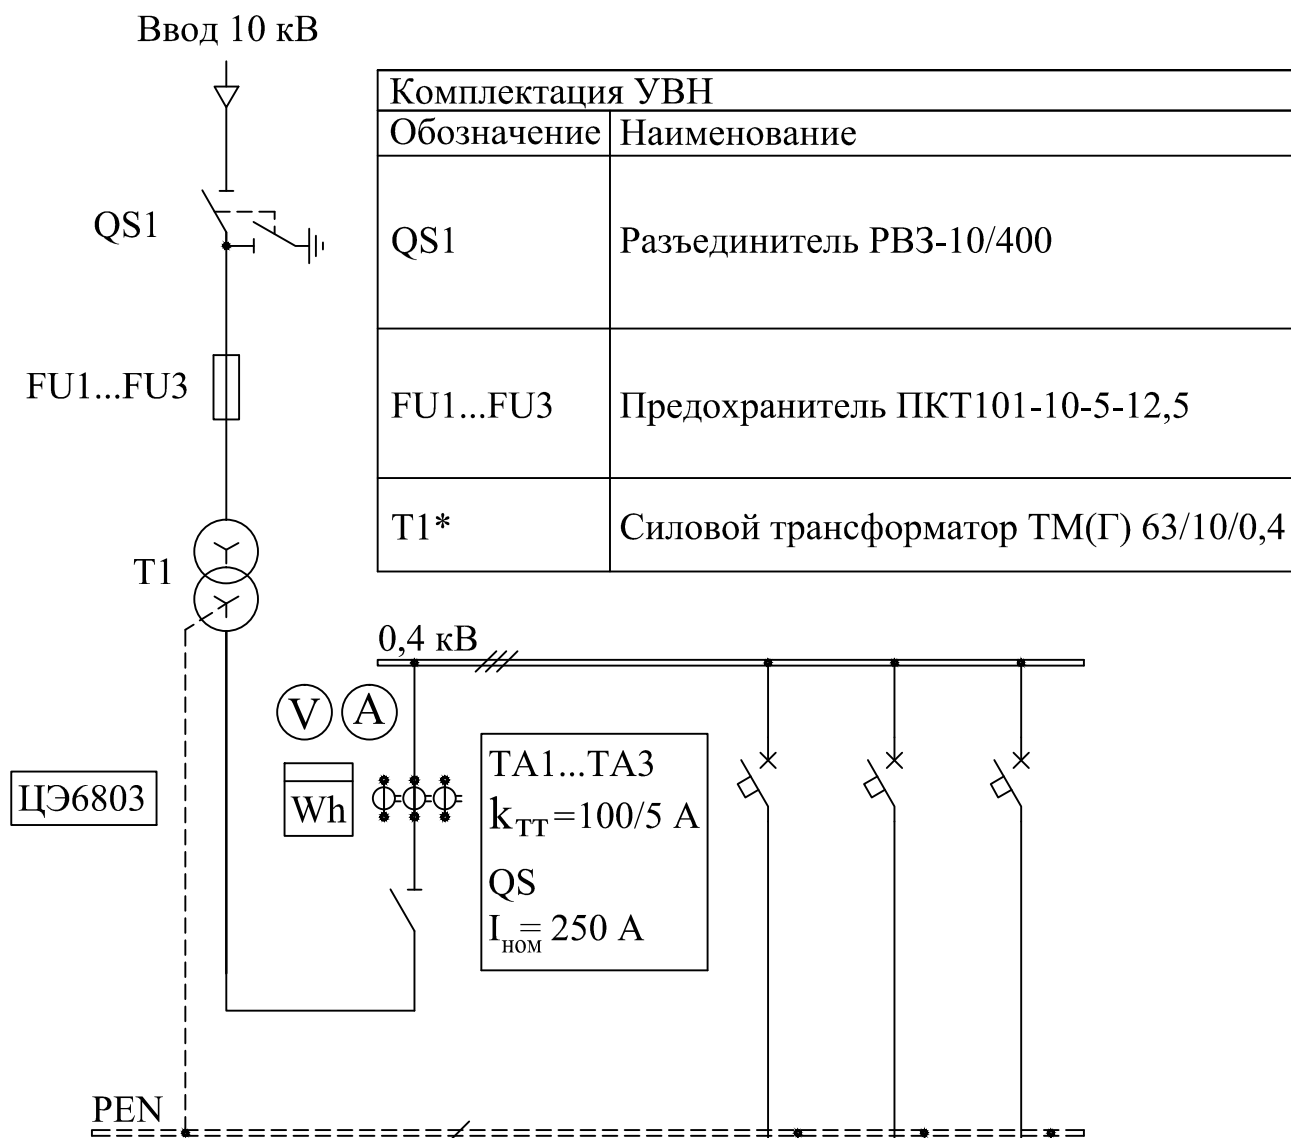 Ввод 10 кВ
Комплектация УВН
Обозначение Наименование
QS1
QS1 Разъединитель РВЗ-10/400
FU1...FU3
FU1...FU3 Предохранитель ПКТ101-10-5-12,5
T1* Силовой трансформатор ТМ(Г) 63/10/0,4
T1
0,4 кВ
V A
TA1...TA3
ЦЭ6803
Wh
kТТ=100/5 А
QS
Iном= 250 А
PEN